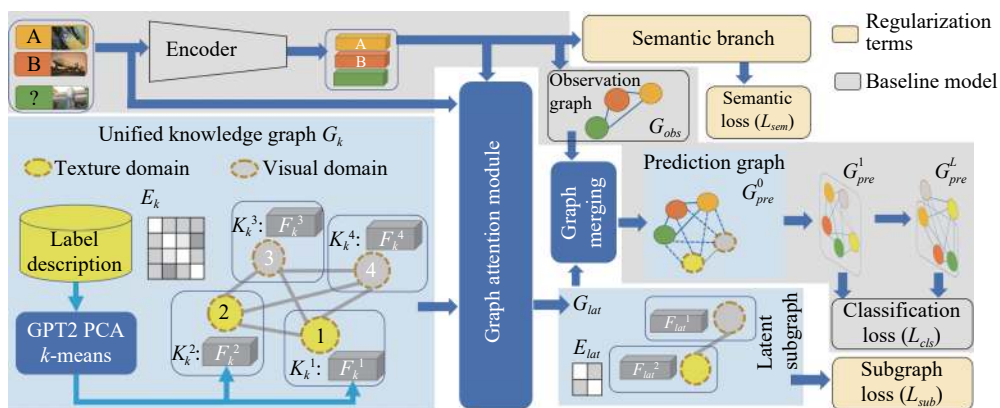 A
B
?
Encoder
A
B
Semantic branch
Regularization
terms
Baseline model
Observation
graph
G_obs
Semantic
loss (L_sem)
Unified knowledge graph G_k
Texture domain
Visual domain
E_k
Label
description
GPT2 PCA
k-means
K_k^3:
F_k^3
K_k^4:
F_k^4
3
4
2
1
K_k^2:
F_k^2
K_k^1:
F_k^1
Graph attention module
Graph
merging
Prediction graph
G_pre^0
G_pre^1
G_pre^L
G_lat
E_lat
F_lat^1
F_lat^2
Latent
subgraph
Classification
loss (L_cls)
Subgraph
loss (L_sub)